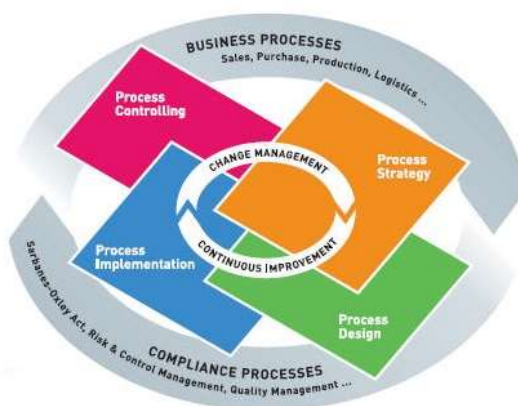 BUSINESS PROCESSES
Sales, Purchase, Production, Logistics ...
Process
Controlling
CHANGE MANAGEMENT
Process
Strategy
Process
Implementation
CONTINUOUS IMPROVEMENT
Process
Design
COMPLIANCE PROCESSES
Sarbanes-Oxley Act, Risk & Control Management, Quality Management ...